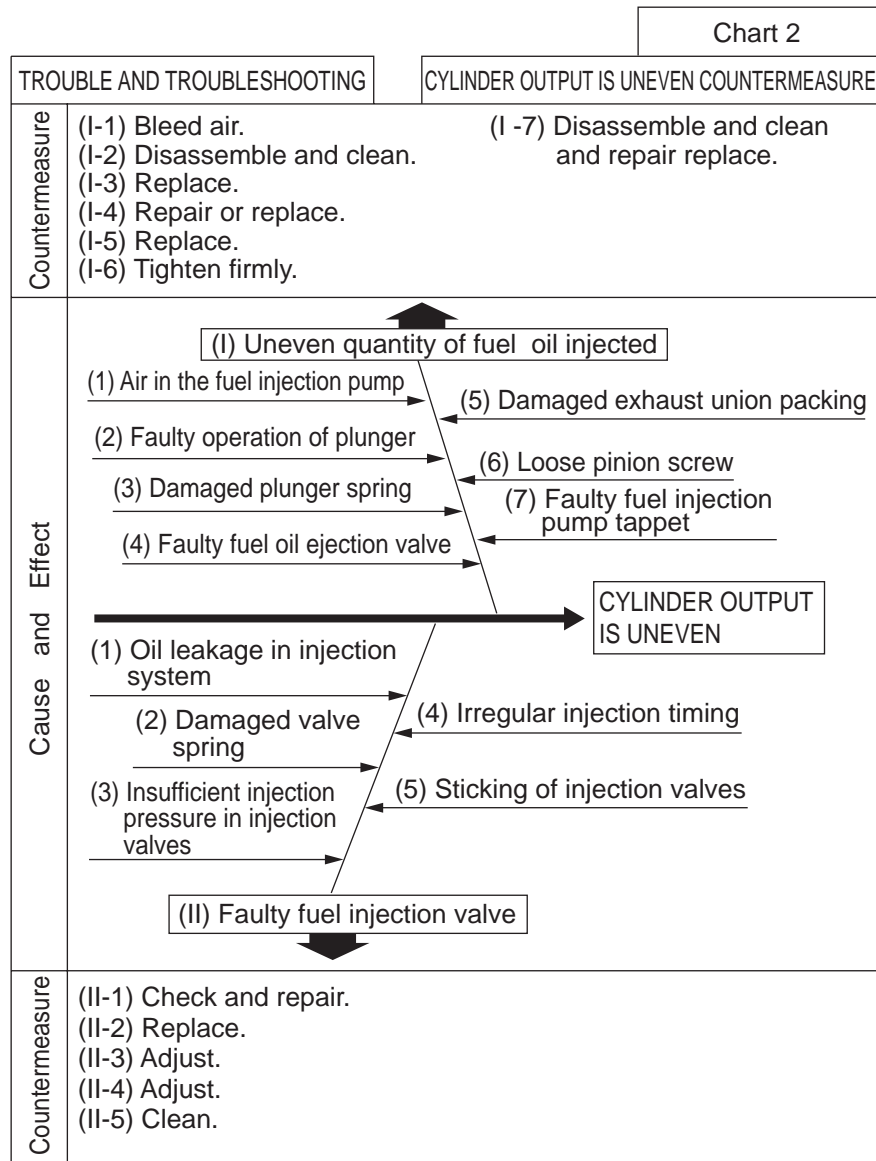 Chart 2
TROUBLE AND TROUBLESHOOTING
CYLINDER OUTPUT IS UNEVEN COUNTERMEASURE
Countermeasure
(I-1) Bleed air.
(I-2) Disassemble and clean.
(I-3) Replace.
(I-4) Repair or replace.
(I-5) Replace.
(I-6) Tighten firmly.
(I -7) Disassemble and clean
and repair replace.
Cause and Effect
(I) Uneven quantity of fuel oil injected
(1) Air in the fuel injection pump
(2) Faulty operation of plunger
(3) Damaged plunger spring
(4) Faulty fuel oil ejection valve
(5) Damaged exhaust union packing
(6) Loose pinion screw
(7) Faulty fuel injection
pump tappet
CYLINDER OUTPUT
IS UNEVEN
(1) Oil leakage in injection
system
(2) Damaged valve
spring
(3) Insufficient injection
pressure in injection
valves
(4) Irregular injection timing
(5) Sticking of injection valves
(II) Faulty fuel injection valve
Countermeasure
(II-1) Check and repair.
(II-2) Replace.
(II-3) Adjust.
(II-4) Adjust.
(II-5) Clean.